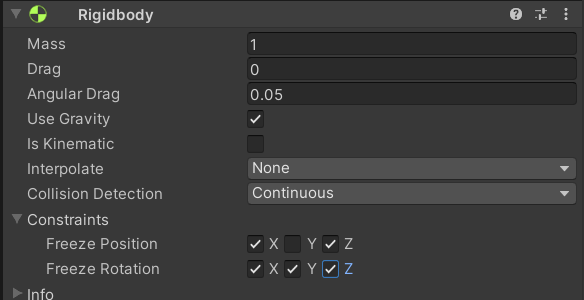 Rigidbody
Mass 1
Drag 0
Angular Drag 0.05
Use Gravity
Is Kinematic
Interpolate None
Collision Detection Continuous
Constraints
Freeze Position X Y Z
Freeze Rotation X Y Z
Info